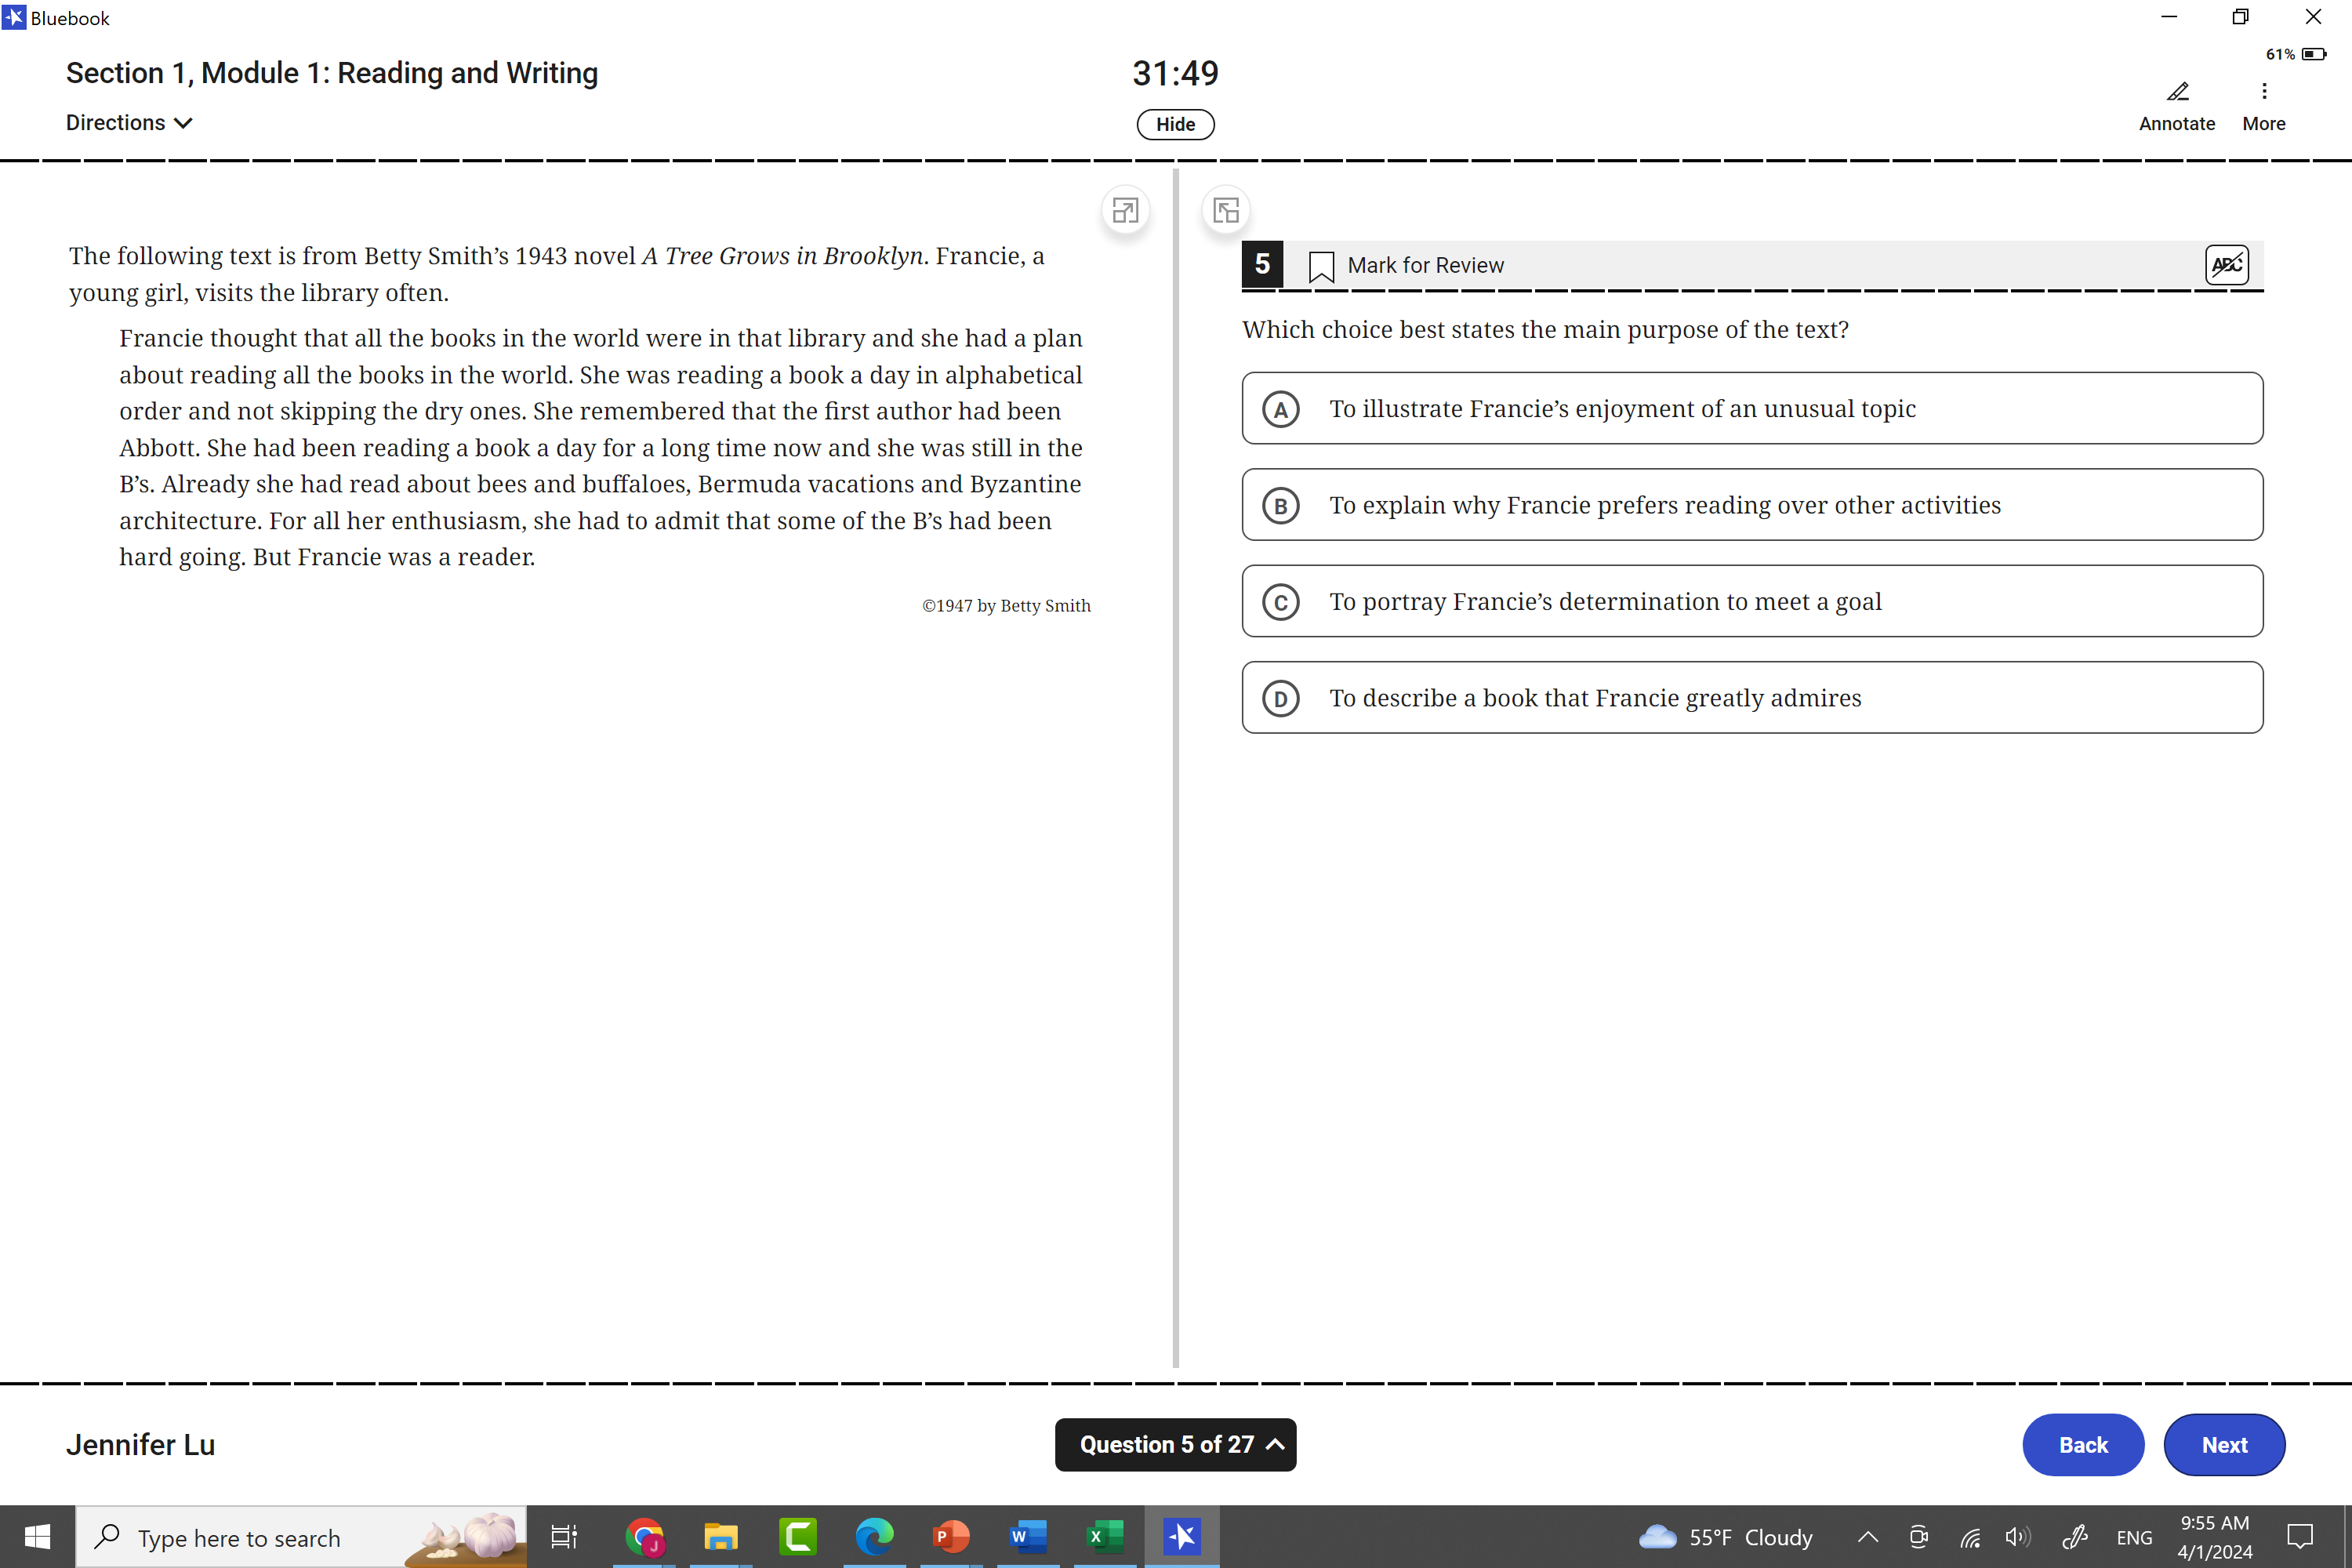 Bluebook
61%
Section 1, Module 1: Reading and Writing
31:49
Directions
Hide
Annotate
More
The following text is from Betty Smith’s 1943 novel A Tree Grows in Brooklyn. Francie, a
young girl, visits the library often.
Francie thought that all the books in the world were in that library and she had a plan
about reading all the books in the world. She was reading a book a day in alphabetical
order and not skipping the dry ones. She remembered that the first author had been
Abbott. She had been reading a book a day for a long time now and she was still in the
B’s. Already she had read about bees and buffaloes, Bermuda vacations and Byzantine
architecture. For all her enthusiasm, she had to admit that some of the B’s had been
hard going. But Francie was a reader.
©1947 by Betty Smith
5
Mark for Review
ABC
Which choice best states the main purpose of the text?
A To illustrate Francie’s enjoyment of an unusual topic
B To explain why Francie prefers reading over other activities
C To portray Francie’s determination to meet a goal
D To describe a book that Francie greatly admires
Jennifer Lu
Question 5 of 27
Back
Next
Type here to search
J
P
W
X
55°F Cloudy
ENG
9:55 AM
4/1/2024